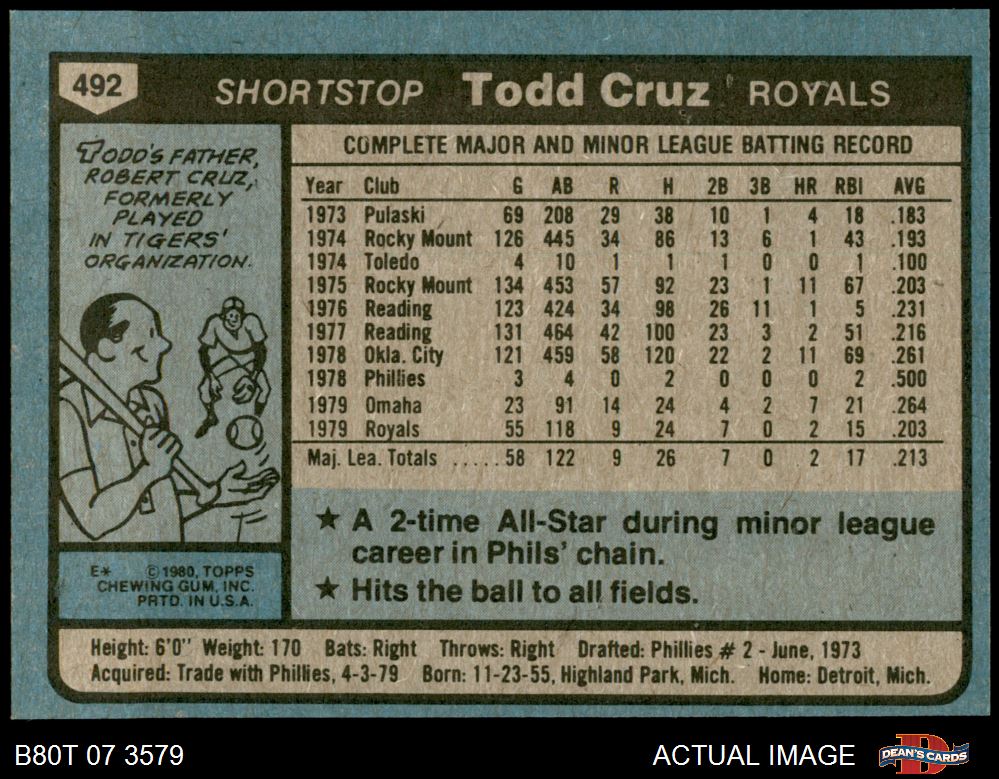 492
SHORTSTOP Todd Cruz ROYALS
TODD'S FATHER,
ROBERT CRUZ,
FORMERLY
PLAYED
IN TIGERS'
ORGANIZATION.
E* © 1980, TOPPS
CHEWING GUM, INC.
PRTD. IN U.S.A.
COMPLETE MAJOR AND MINOR LEAGUE BATTING RECORD
Year Club G AB R H 2B 3B HR RBI AVG
1973 Pulaski 69 208 29 38 10 1 4 18 .183
1974 Rocky Mount 126 445 34 86 13 6 1 43 .193
1974 Toledo 4 10 1 1 1 0 0 1 .100
1975 Rocky Mount 134 453 57 92 23 1 11 67 .203
1976 Reading 123 424 34 98 26 11 1 5 .231
1977 Reading 131 464 42 100 23 3 2 51 .216
1978 Okla. City 121 459 58 120 22 2 11 69 .261
1978 Phillies 3 4 0 2 0 0 0 2 .500
1979 Omaha 23 91 14 24 4 2 7 21 .264
1979 Royals 55 118 9 24 7 0 2 15 .203
Maj. Lea. Totals ..... 58 122 9 26 7 0 2 17 .213
★ A 2-time All-Star during minor league
career in Phils' chain.
★ Hits the ball to all fields.
Height: 6'0" Weight: 170 Bats: Right Throws: Right Drafted: Phillies # 2 - June, 1973
Acquired: Trade with Phillies, 4-3-79 Born: 11-23-55, Highland Park, Mich. Home: Detroit, Mich.
B80T 07 3579 ACTUAL IMAGE DEAN'S CARDS